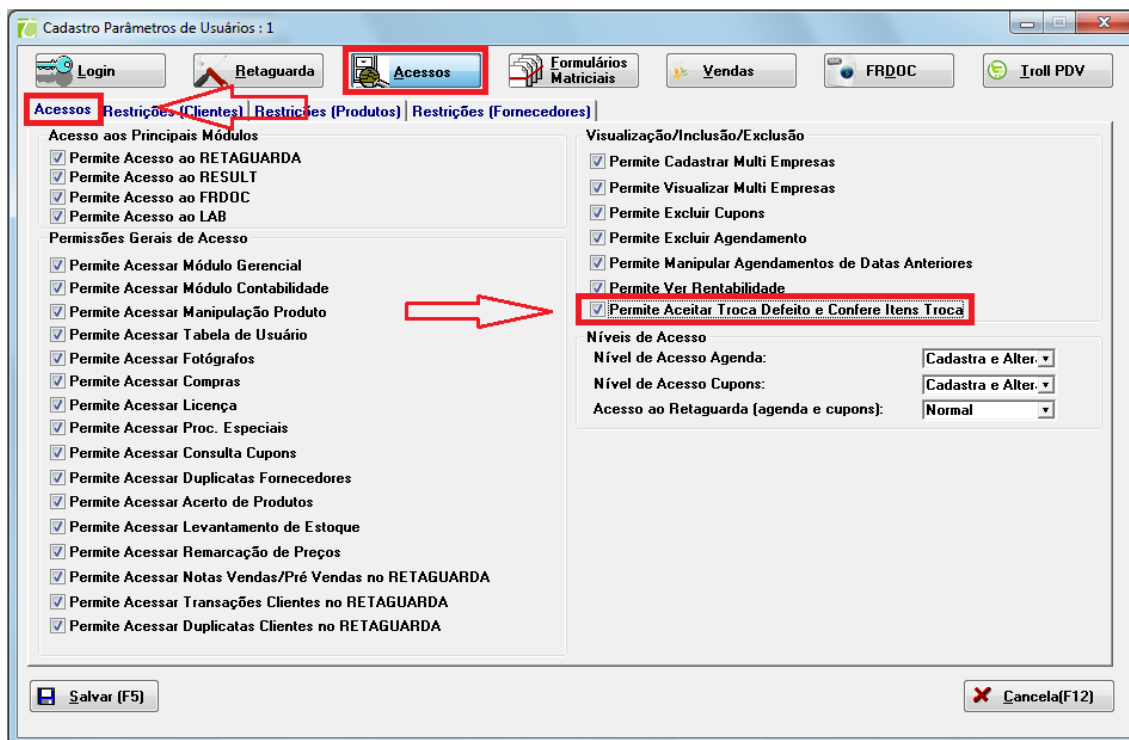 Cadastro Parâmetros de Usuários : 1
Login
Retaguarda
Acessos
Formulários
Matriciais
Vendas
FRDOC
Troll PDV
Acessos
Restrições (Clientes)
Restrições (Produtos)
Restrições (Fornecedores)
Acesso aos Principais Módulos
Permite Acesso ao RETAGUARDA
Permite Acesso ao RESULT
Permite Acesso ao FRDOC
Permite Acesso ao LAB
Permissões Gerais de Acesso
Permite Acessar Módulo Gerencial
Permite Acessar Módulo Contabilidade
Permite Acessar Manipulação Produto
Permite Acessar Tabela de Usuário
Permite Acessar Fotógrafos
Permite Acessar Compras
Permite Acessar Licença
Permite Acessar Proc. Especiais
Permite Acessar Consulta Cupons
Permite Acessar Duplicatas Fornecedores
Permite Acessar Acerto de Produtos
Permite Acessar Levantamento de Estoque
Permite Acessar Remarcação de Preços
Permite Acessar Notas Vendas/Pré Vendas no RETAGUARDA
Permite Acessar Transações Clientes no RETAGUARDA
Permite Acessar Duplicatas Clientes no RETAGUARDA
Visualização/Inclusão/Exclusão
Permite Cadastrar Multi Empresas
Permite Visualizar Multi Empresas
Permite Excluir Cupons
Permite Excluir Agendamento
Permite Manipular Agendamentos de Datas Anteriores
Permite Ver Rentabilidade
Permite Aceitar Troca Defeito e Confere Itens Troca
Níveis de Acesso
Nível de Acesso Agenda: Cadastra e Alter
Nível de Acesso Cupons: Cadastra e Alter
Acesso ao Retaguarda (agenda e cupons): Normal
Salvar (F5)
Cancela(F12)